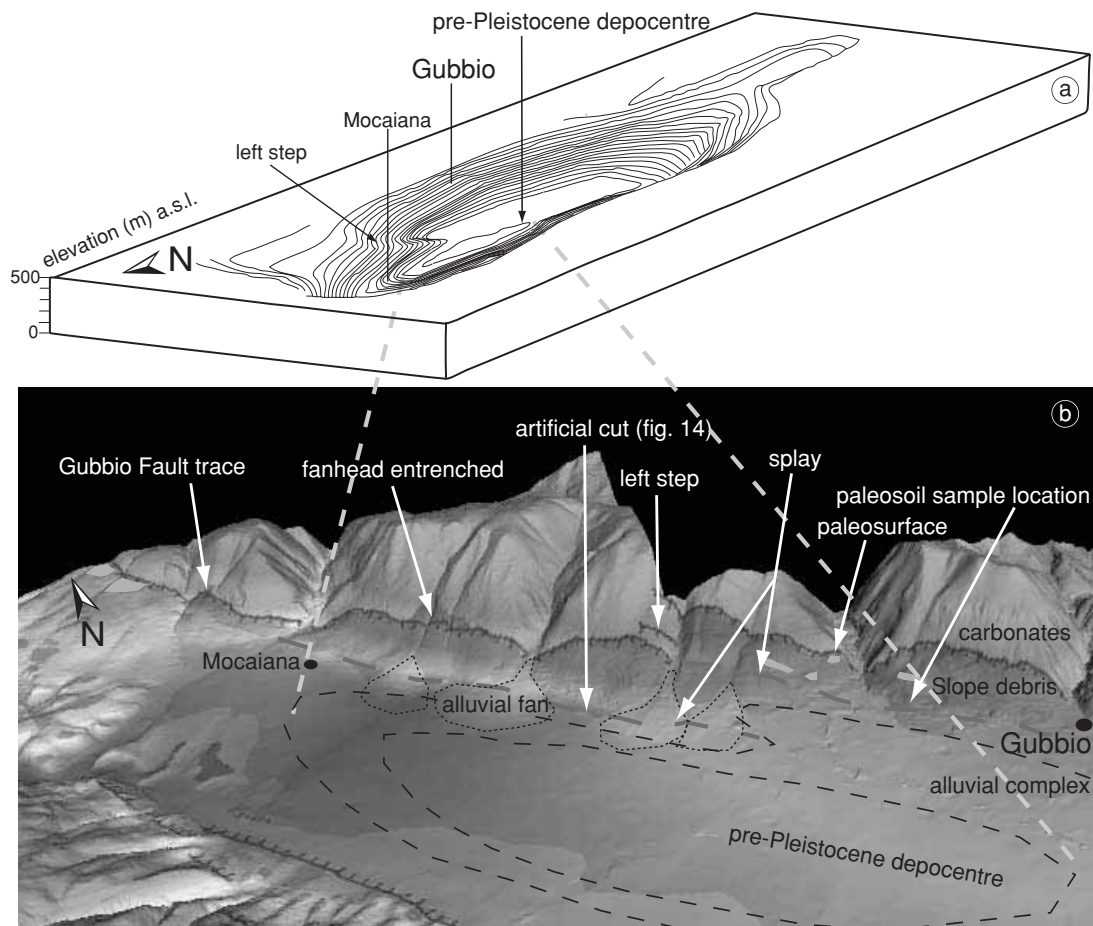 pre-Pleistocene depocentre
a
Gubbio
Mocaiana
left step
elevation (m) a.s.l.
N
500
0
b
artificial cut (fig. 14)
Gubbio Fault trace
fanhead entrenched
left step
splay
paleosoil sample location
paleosurface
N
carbonates
Mocaiana
Slope debris
alluvial fan
Gubbio
alluvial complex
pre-Pleistocene depocentre